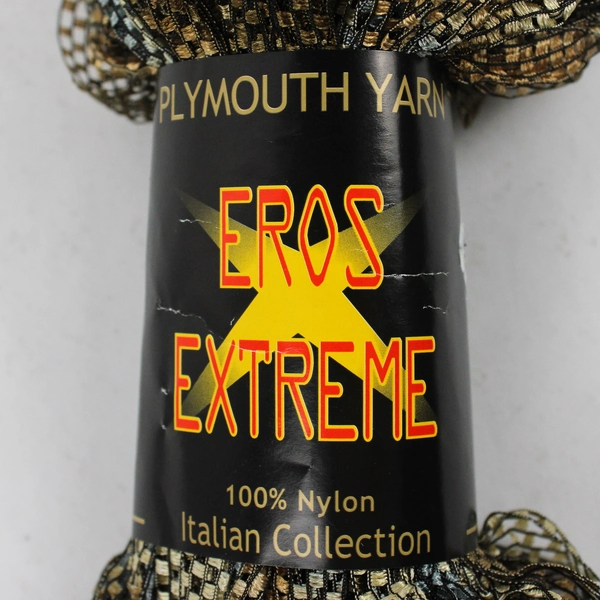 PLYMOUTH YARN
EROS
EXTREME
100% Nylon
Italian Collection